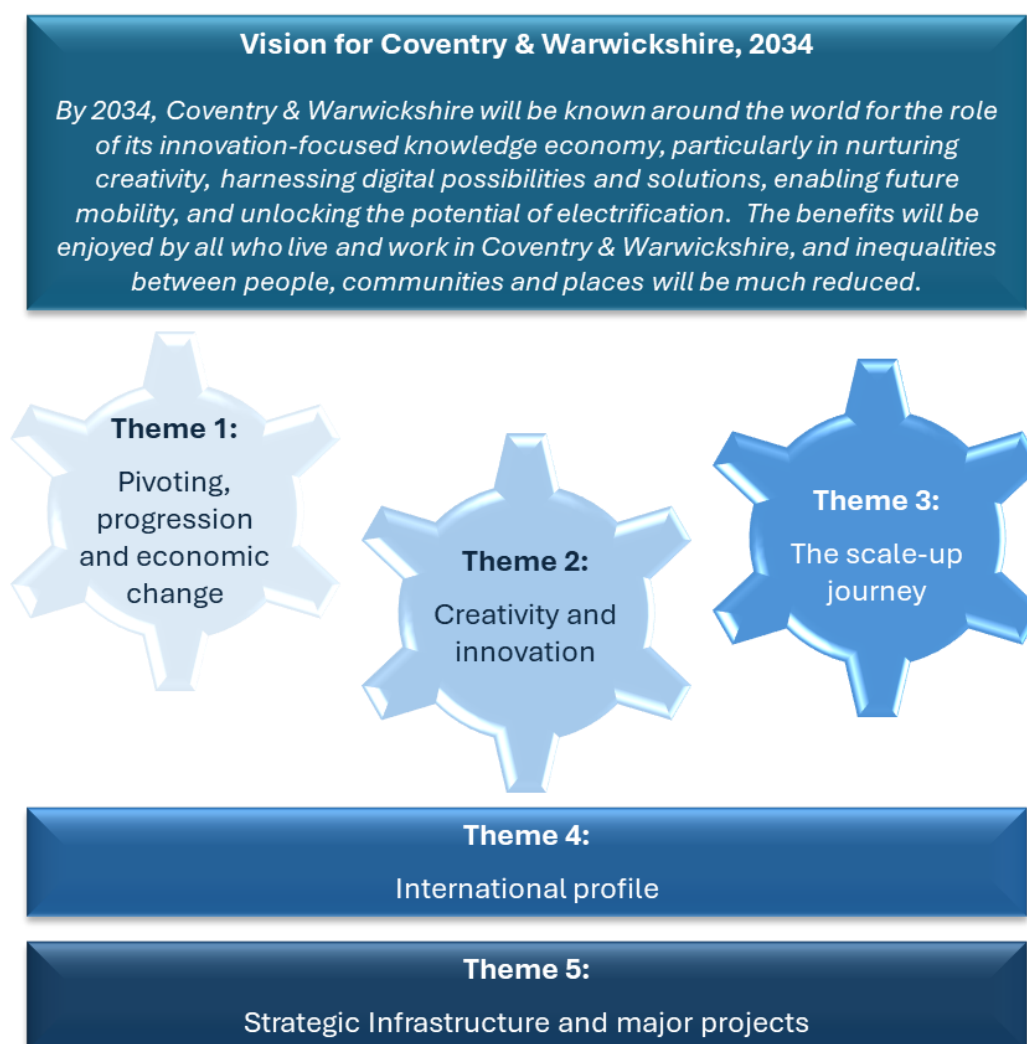 Vision for Coventry & Warwickshire, 2034
By 2034, Coventry & Warwickshire will be known around the world for the role
of its innovation-focused knowledge economy, particularly in nurturing
creativity, harnessing digital possibilities and solutions, enabling future
mobility, and unlocking the potential of electrification. The benefits will be
enjoyed by all who live and work in Coventry & Warwickshire, and inequalities
between people, communities and places will be much reduced.
Theme 1:
Pivoting,
progression
and economic
change
Theme 2:
Creativity and
innovation
Theme 3:
The scale-up
journey
Theme 4:
International profile
Theme 5:
Strategic Infrastructure and major projects